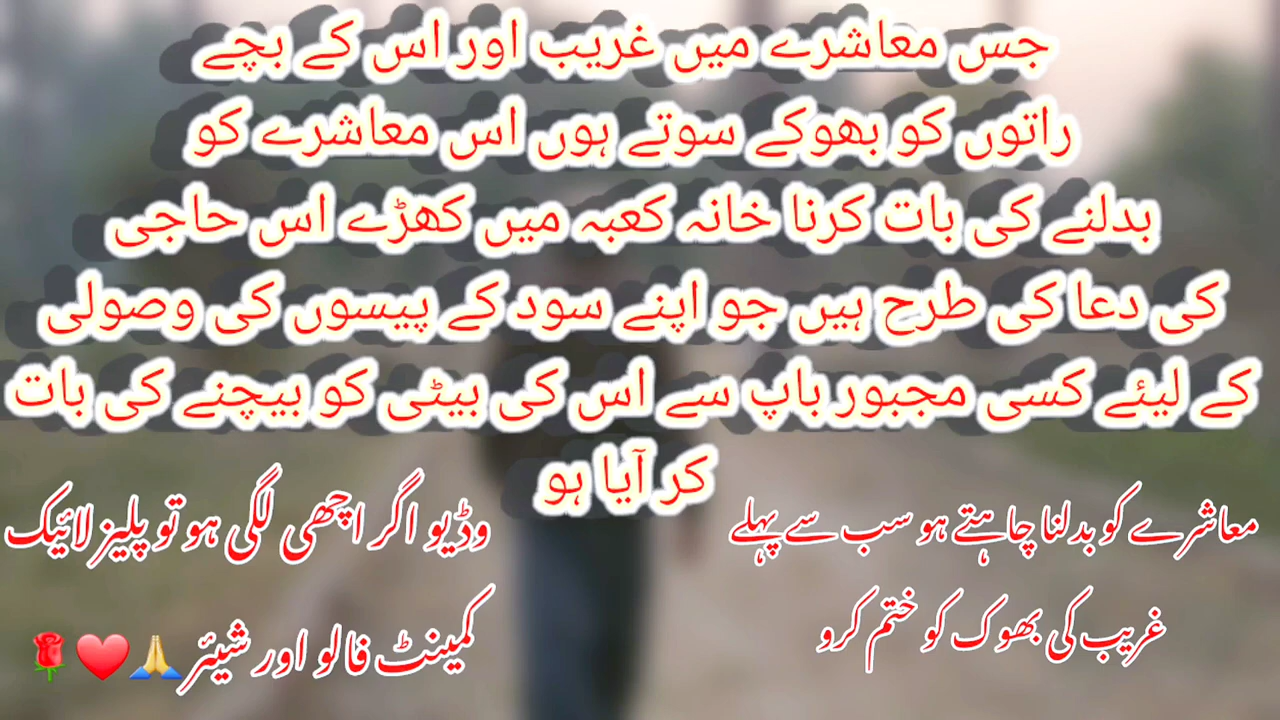 جس معاشرے میں غریب اور اس کے بچے
راتوں کو بھوکے سوتے ہوں اس معاشرے کو
بدلنے کی بات کرنا خانہ کعبہ میں کھڑے اس حاجی
کی دعا کی طرح ہیں جو اپنے سود کے پیسوں کی وصولی
کے لیئے کسی مجبور باپ سے اس کی بیٹی کو بیچنے کی بات
کر آیا ہو
معاشرے کو بدلنا چاہتے ہو سب سے پہلے
غریب کی بھوک کو ختم کرو
وڈیو اگر اچھی لگی ہو تو پلیز لائیک
کمینٹ فالو اور شیئر🙏❤️🌹